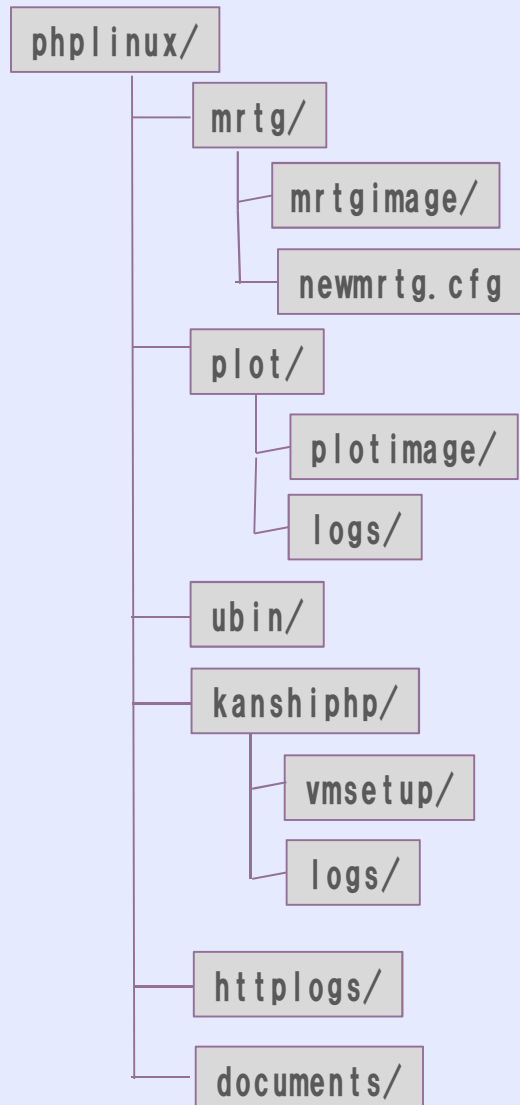 phplinux/
mrtg/
mrtgimage/
newmrtg.cfg
plot/
plotimage/
logs/
ubin/
kanshiphp/
vmsetup/
logs/
httplogs/
documents/